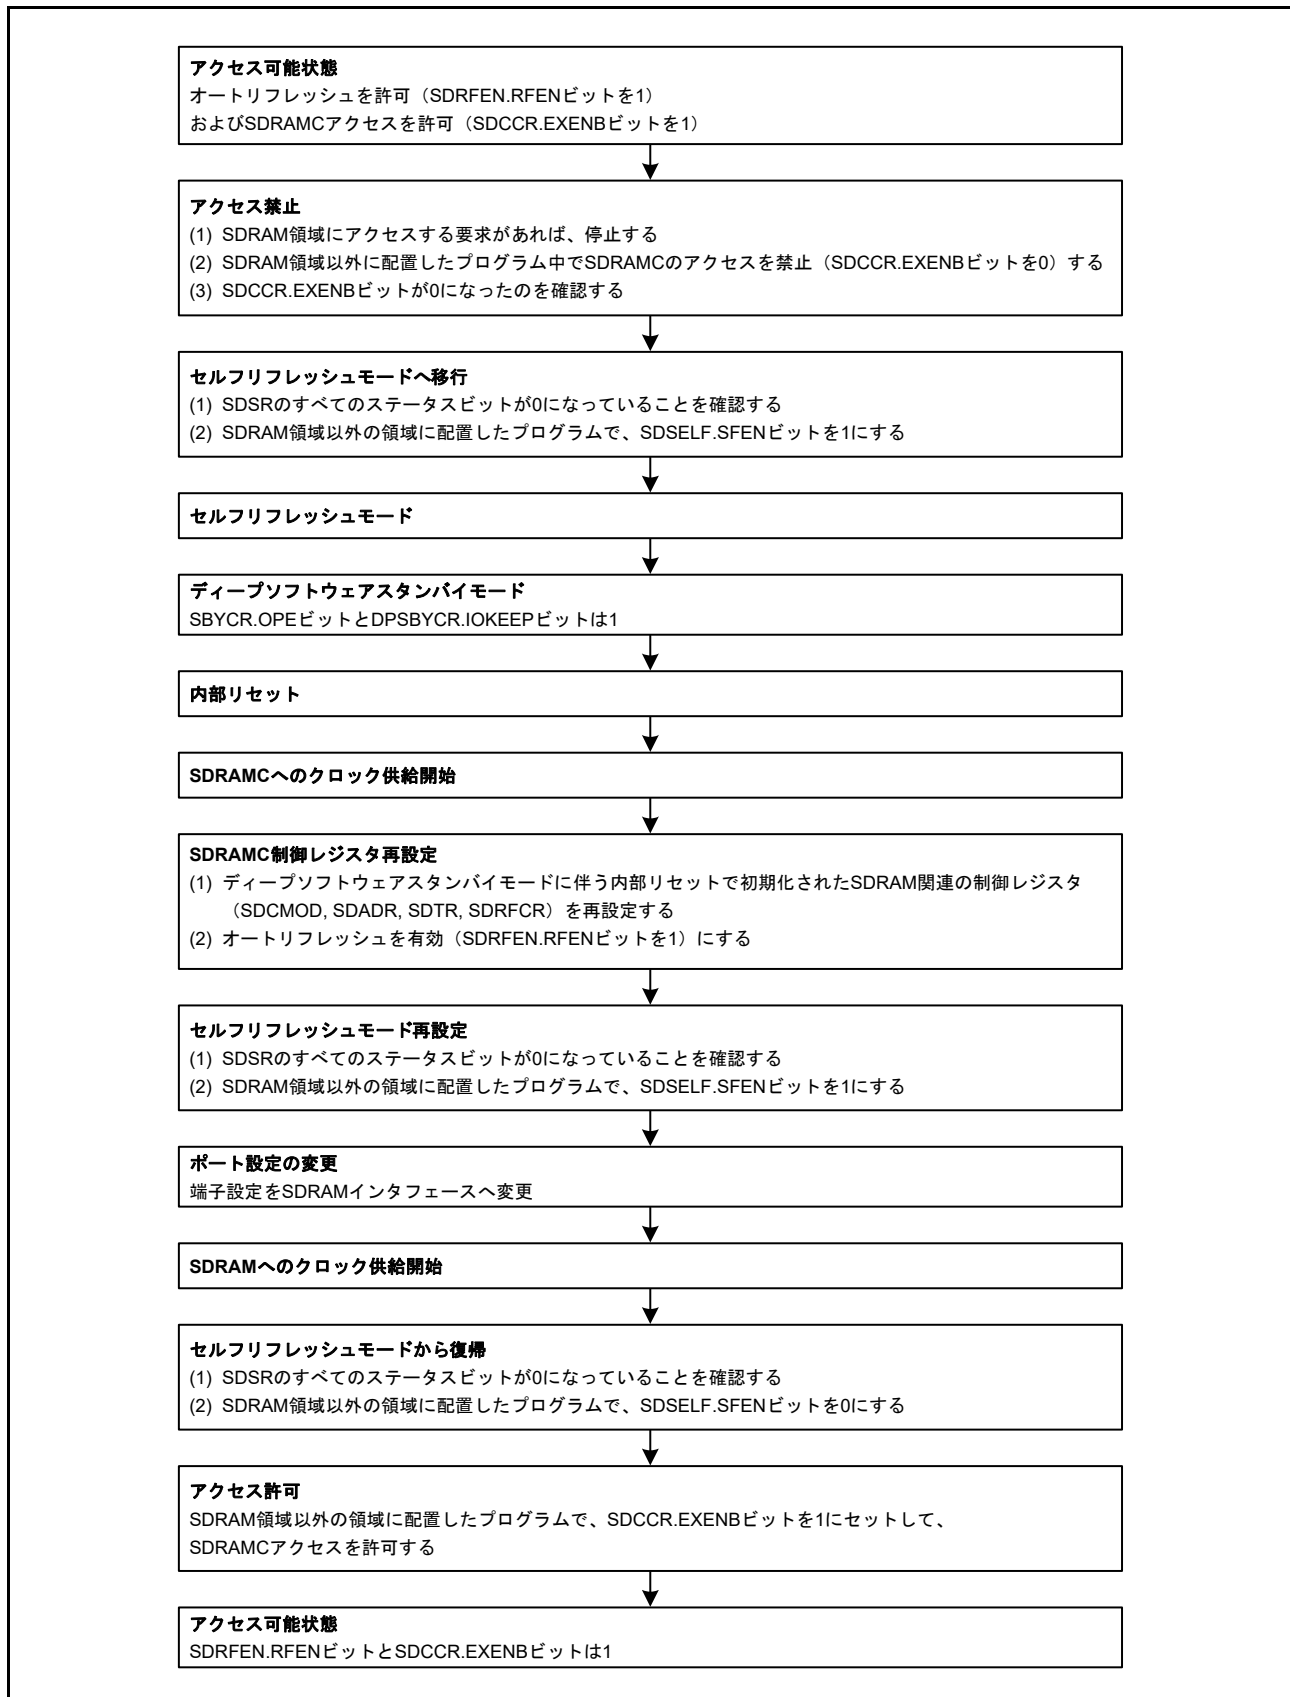 アクセス可能状態
オートリフレッシュを許可（SDRFEN.RFENビットを1）
およびSDRAMCアクセスを許可（SDCCR.EXENBビットを1）
アクセス禁止
(1) SDRAM領域にアクセスする要求があれば、停止する
(2) SDRAM領域以外に配置したプログラム中でSDRAMCのアクセスを禁止（SDCCR.EXENBビットを0）する
(3) SDCCR.EXENBビットが0になったのを確認する
セルフリフレッシュモードへ移行
(1) SDSRのすべてのステータスビットが0になっていることを確認する
(2) SDRAM領域以外の領域に配置したプログラムで、SDSELF.SFENビットを1にする
セルフリフレッシュモード
ディープソフトウェアスタンバイモード
SBYCR.OPEビットとDPSBYCR.IOKEEPビットは1
内部リセット
SDRAMCへのクロック供給開始
SDRAMC制御レジスタ再設定
(1) ディープソフトウェアスタンバイモードに伴う内部リセットで初期化されたSDRAM関連の制御レジスタ
（SDCMOD, SDADR, SDTR, SDRFCR）を再設定する
(2) オートリフレッシュを有効（SDRFEN.RFENビットを1）にする
セルフリフレッシュモード再設定
(1) SDSRのすべてのステータスビットが0になっていることを確認する
(2) SDRAM領域以外の領域に配置したプログラムで、SDSELF.SFENビットを1にする
ポート設定の変更
端子設定をSDRAMインタフェースへ変更
SDRAMへのクロック供給開始
セルフリフレッシュモードから復帰
(1) SDSRのすべてのステータスビットが0になっていることを確認する
(2) SDRAM領域以外の領域に配置したプログラムで、SDSELF.SFENビットを0にする
アクセス許可
SDRAM領域以外の領域に配置したプログラムで、SDCCR.EXENBビットを1にセットして、
SDRAMCアクセスを許可する
アクセス可能状態
SDRFEN.RFENビットとSDCCR.EXENBビットは1